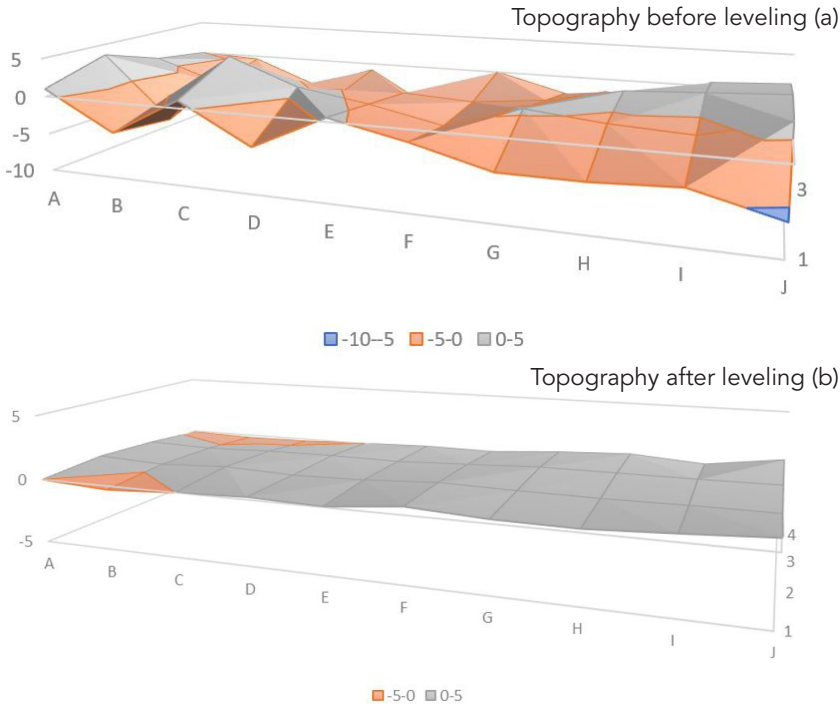 Topography before leveling (a)
5
0
-5
-10
A
B
C
D
E
F
G
H
I
J
3
1
-10--5 -5-0 0-5
Topography after leveling (b)
5
0
-5
A
B
C
D
E
F
G
H
I
J
4
3
2
1
-5-0 0-5